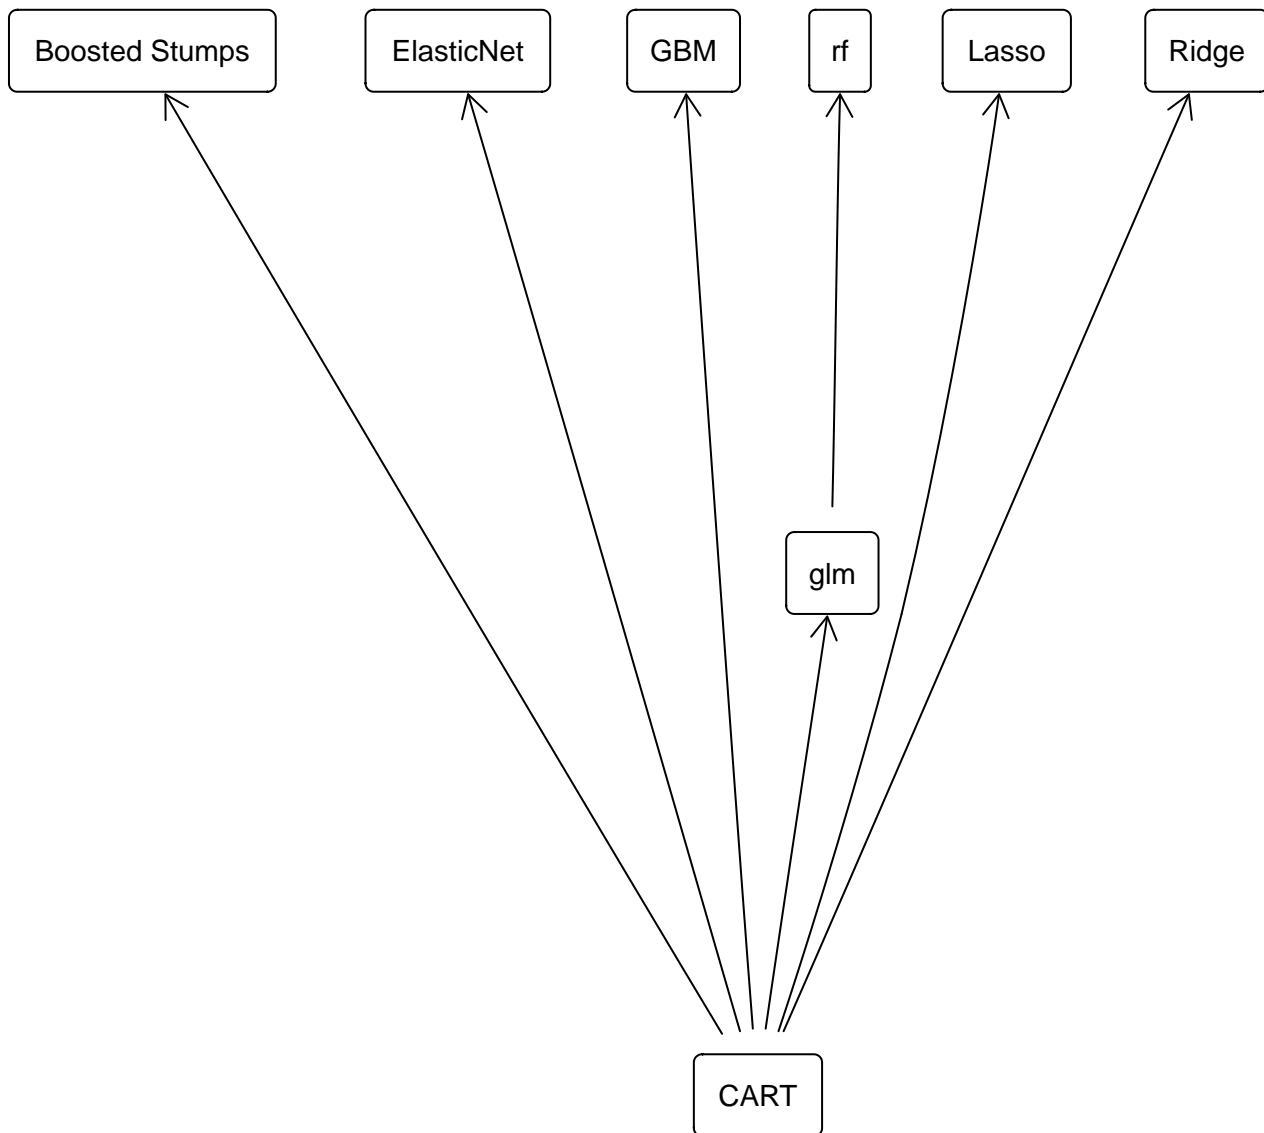 Boosted Stumps
ElasticNet
GBM
rf
Lasso
Ridge
glm
CART